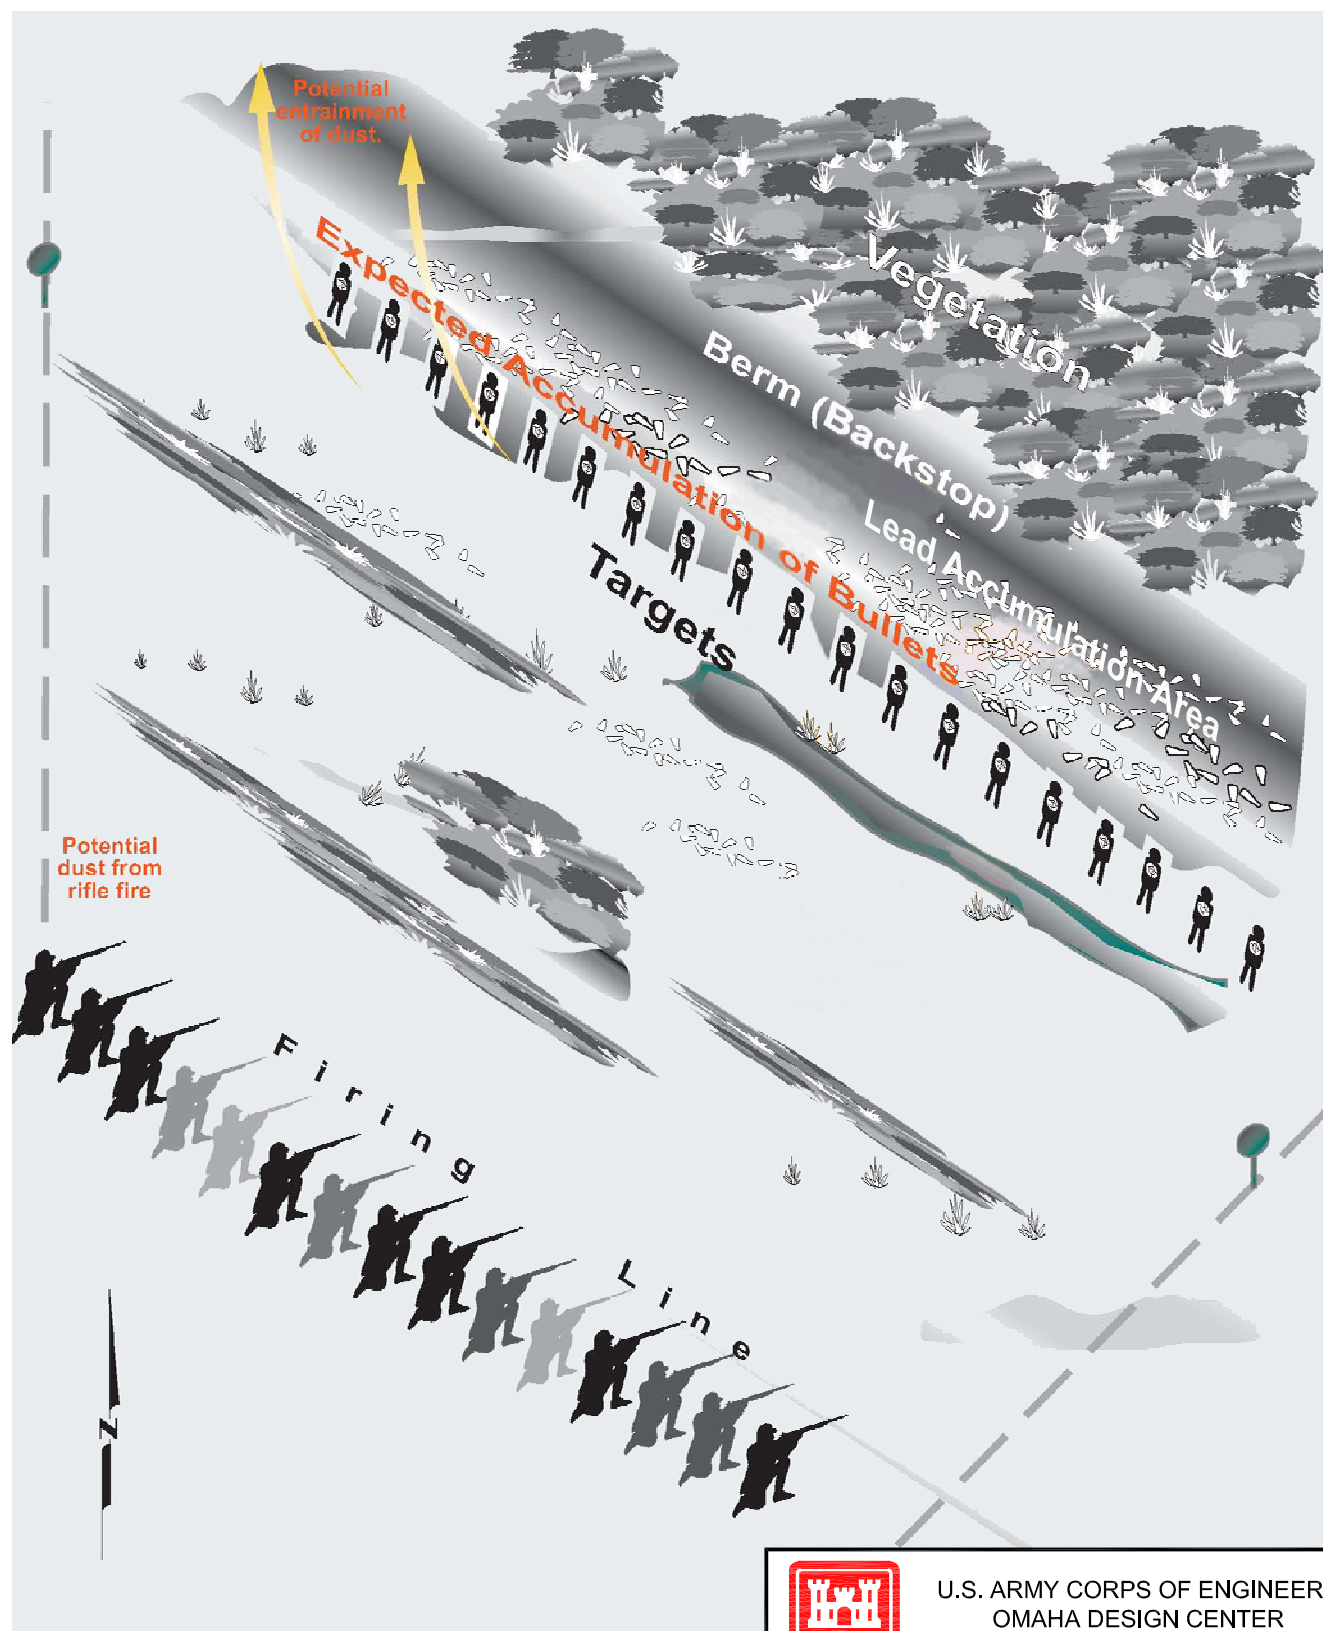 Potential
entrainment
of dust.
Expected Accumulation of Bullets
Vegetation
Berm (Backstop)
Lead Accumulation Area
Targets
Potential
dust from
rifle fire
Firing Line
N
U.S. ARMY CORPS OF ENGINEER
OMAHA DESIGN CENTER